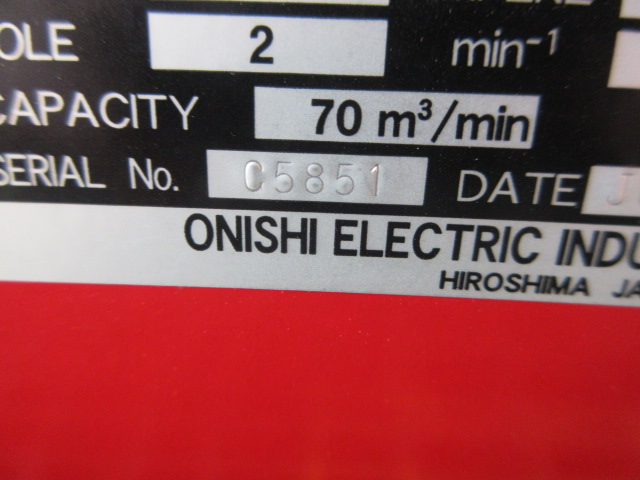 OLE 2 min⁻¹
CAPACITY 70 m³/min
SERIAL No. C5851 DATE J
ONISHI ELECTRIC INDU
HIROSHIMA JA